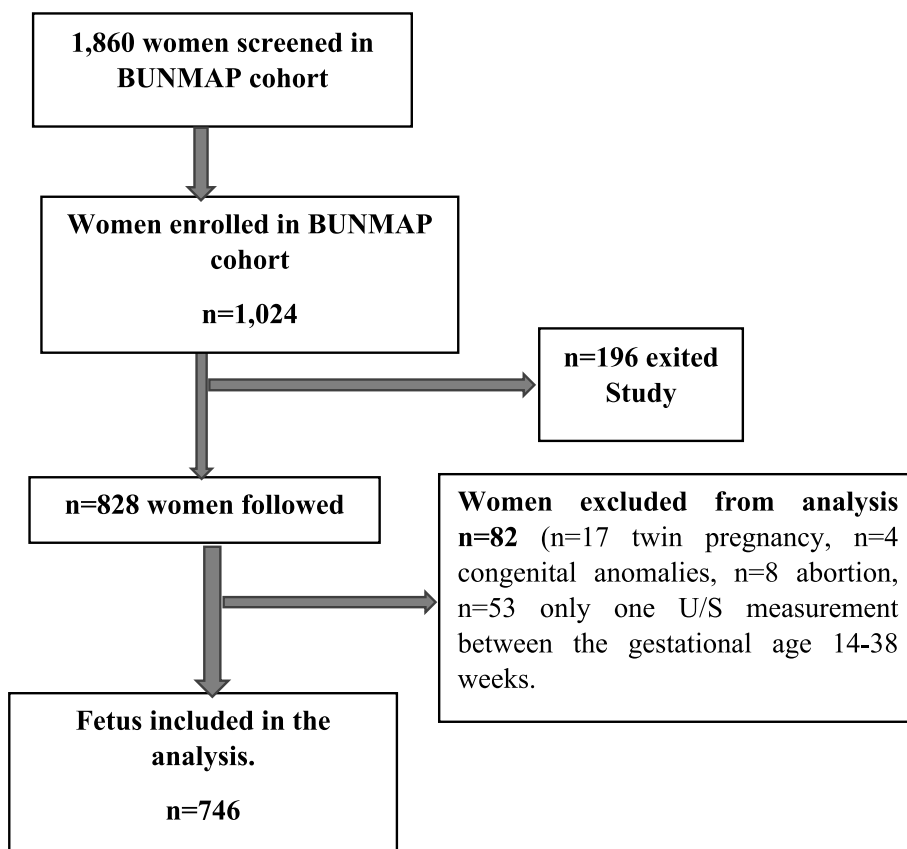 1,860 women screened in
BUNMAP cohort
Women enrolled in BUNMAP
cohort
n=1,024
n=196 exited
Study
n=828 women followed
Women excluded from analysis
n=82 (n=17 twin pregnancy, n=4
congenital anomalies, n=8 abortion,
n=53 only one U/S measurement
between the gestational age 14-38
weeks.
Fetus included in the
analysis.
n=746